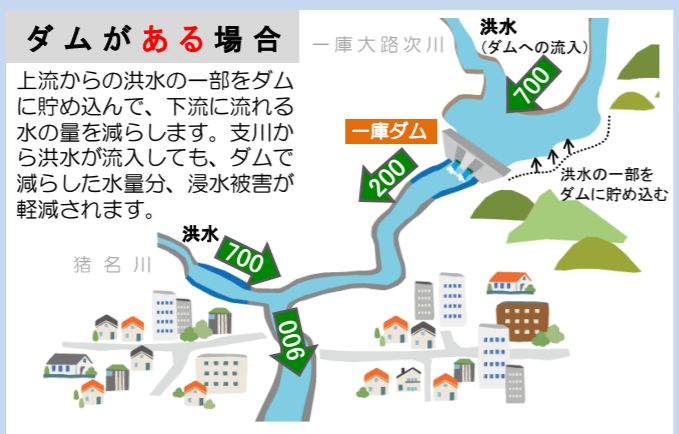 ダムがある場合
上流からの洪水の一部をダム
に貯め込んで、下流に流れる
水の量を減らします。支川か
ら洪水が流入しても、ダムで
減らした水量分、浸水被害が
軽減されます。
一庫大路次川
洪水
(ダムへの流入)
700
一庫ダム
200
洪水の一部を
ダムに貯め込む
洪水
700
猪名川
900